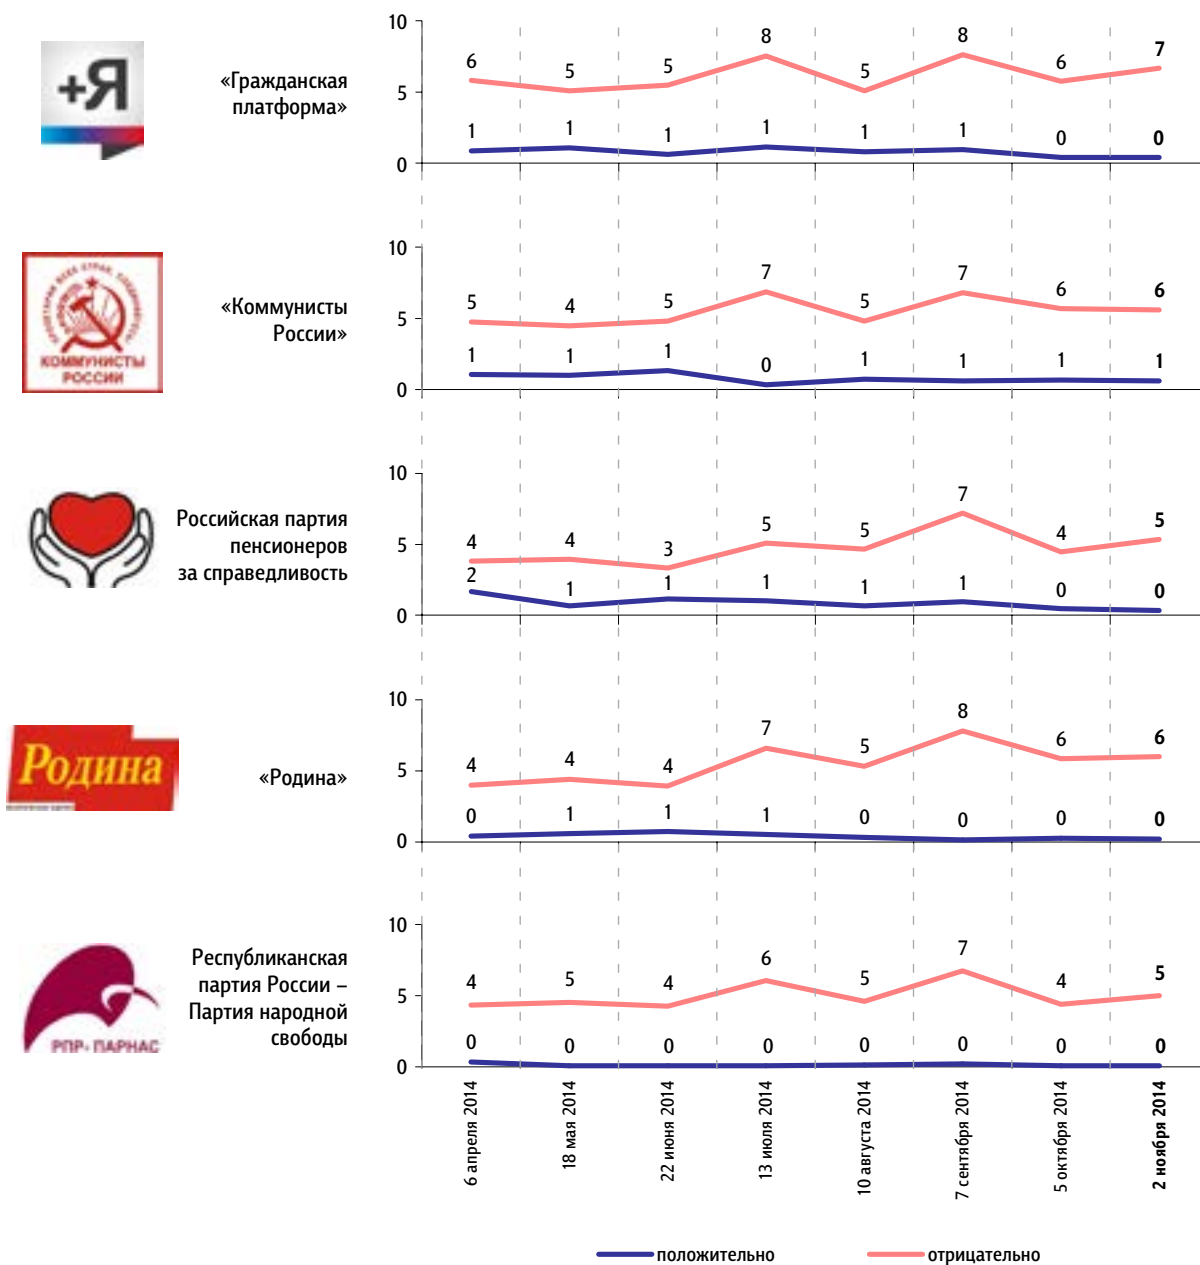 +Я
«Гражданская
платформа»
10
5
0
6 5 5 8 5 8 6 7
1 1 1 1 1 1 0 0
КОММУНИСТЫ
РОССИИ
«Коммунисты
России»
10
5
0
5 4 5 7 5 7 6 6
1 1 1 0 1 1 1 1
Российская партия
пенсионеров
за справедливость
10
5
0
4 4 3 5 5 7 4 5
2 1 1 1 1 1 0 0
Родина
«Родина»
10
5
0
4 4 4 7 5 8 6 6
0 1 1 1 0 0 0 0
РПР- ПАРНАС
Республиканская
партия России –
Партия народной
свободы
10
5
0
4 5 4 6 5 7 4 5
0 0 0 0 0 0 0 0
6 апреля 2014
18 мая 2014
22 июня 2014
13 июля 2014
10 августа 2014
7 сентября 2014
5 октября 2014
2 ноября 2014
положительно
отрицательно